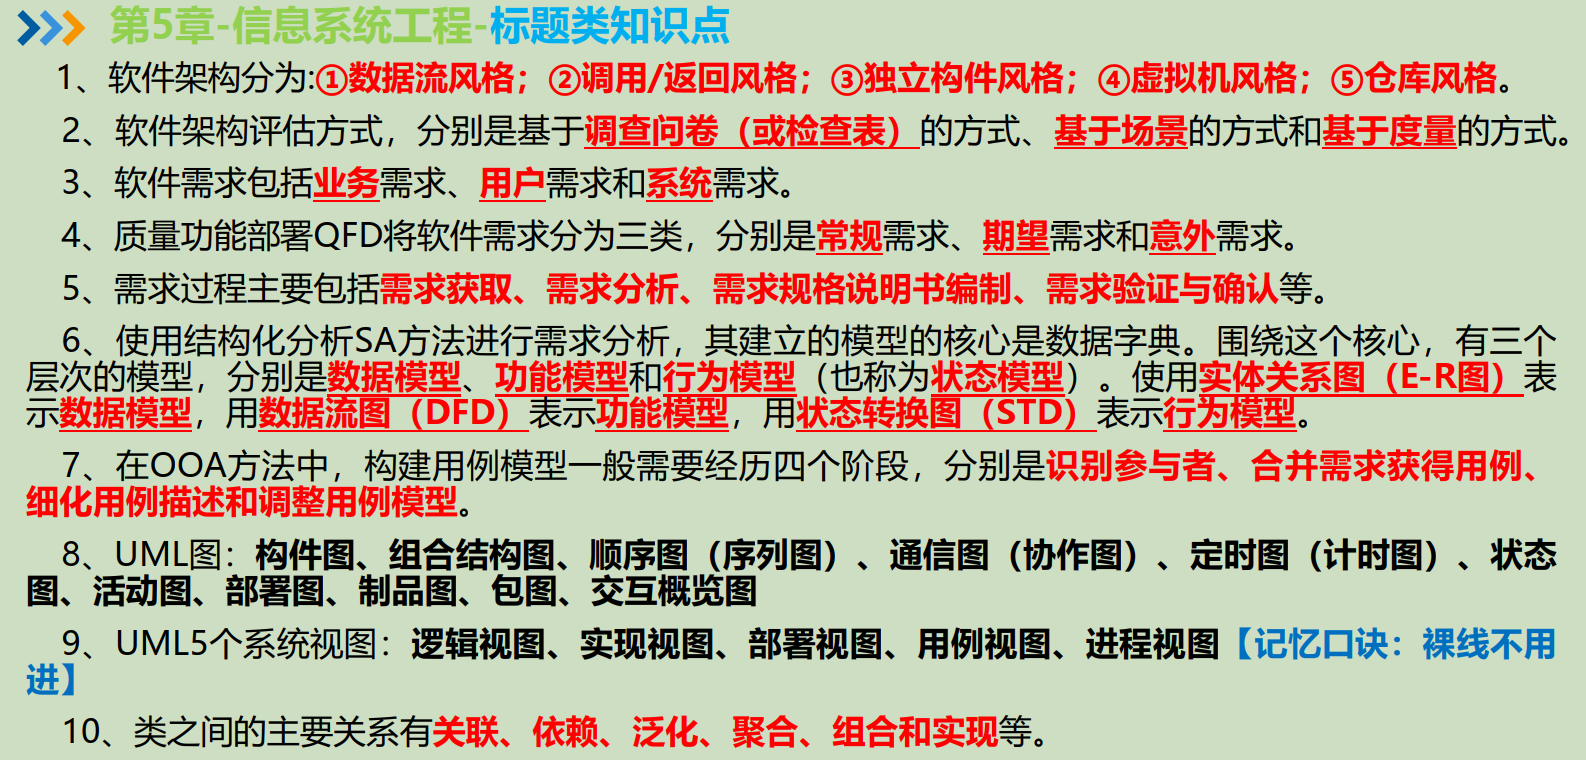 第5章-信息系统工程-标题类知识点
1、软件架构分为:①数据流风格；②调用/返回风格；③独立构件风格；④虚拟机风格；⑤仓库风格。
2、软件架构评估方式，分别是基于调查问卷（或检查表）的方式、基于场景的方式和基于度量的方式。
3、软件需求包括业务需求、用户需求和系统需求。
4、质量功能部署QFD将软件需求分为三类，分别是常规需求、期望需求和意外需求。
5、需求过程主要包括需求获取、需求分析、需求规格说明书编制、需求验证与确认等。
6、使用结构化分析SA方法进行需求分析，其建立的模型的核心是数据字典。围绕这个核心，有三个
层次的模型，分别是数据模型、功能模型和行为模型（也称为状态模型）。使用实体关系图（E-R图）表
示数据模型，用数据流图（DFD）表示功能模型，用状态转换图（STD）表示行为模型。
7、在OOA方法中，构建用例模型一般需要经历四个阶段，分别是识别参与者、合并需求获得用例、
细化用例描述和调整用例模型。
8、UML图：构件图、组合结构图、顺序图（序列图）、通信图（协作图）、定时图（计时图）、状态
图、活动图、部署图、制品图、包图、交互概览图
9、UML5个系统视图：逻辑视图、实现视图、部署视图、用例视图、进程视图【记忆口诀：裸线不用
进】
10、类之间的主要关系有关联、依赖、泛化、聚合、组合和实现等。